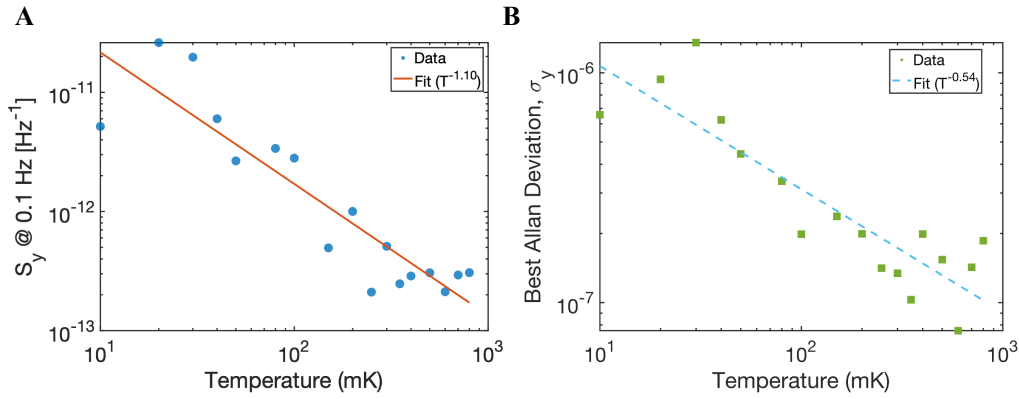 A
B
Data
Fit (T^-1.10)
10^-11
10^-12
10^-13
S_y @ 0.1 Hz [Hz^-1]
10^1
10^2
10^3
Temperature (mK)
Data
Fit (T^-0.54)
10^-6
10^-7
Best Allan Deviation, σ_y
10^1
10^2
10^3
Temperature (mK)